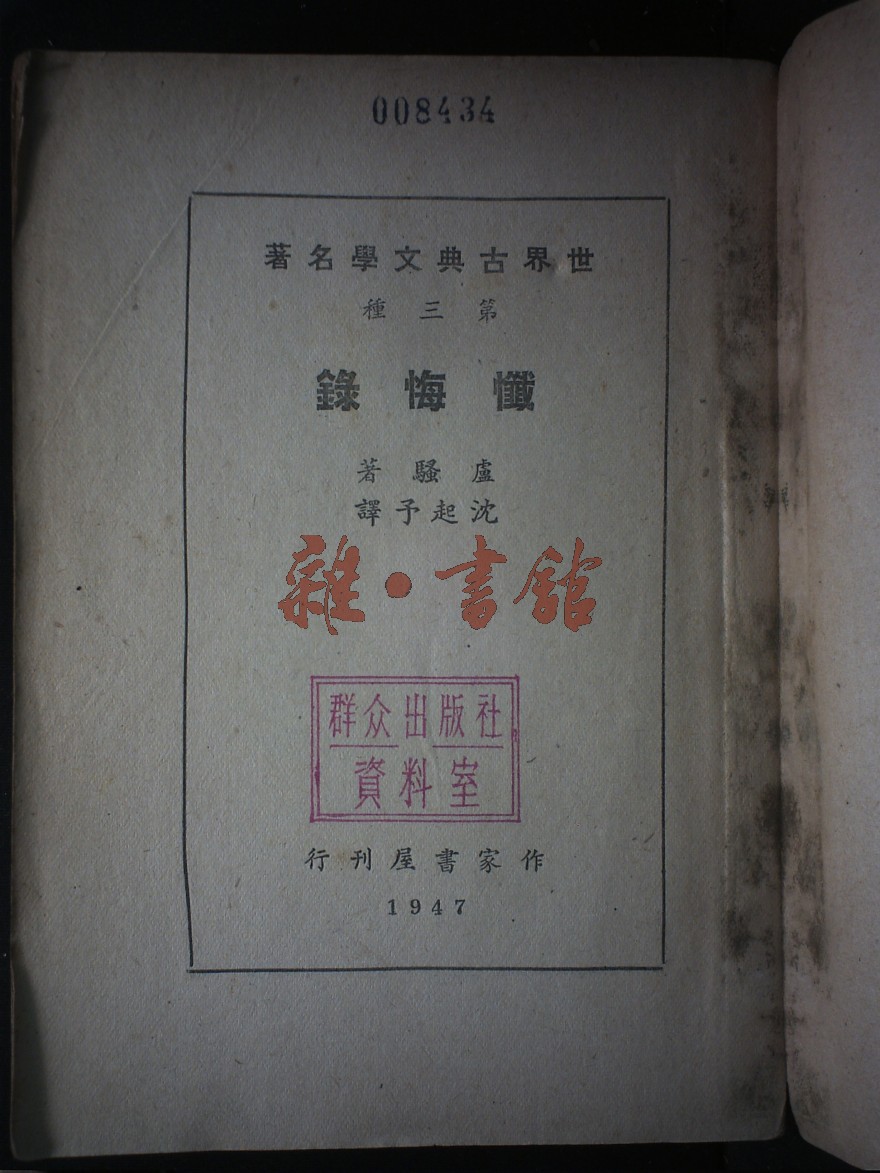 008434
世界古典文學名著
第三種
懺悔錄
盧騷著
沈起予譯
雜·書館
群众出版社
資料室
作家書屋刊行
1947